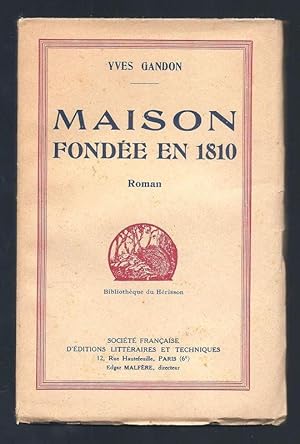 YVES GANDON
MAISON
FONDÉE EN 1810
Roman
Bibliothèque du Hérisson
SOCIÉTÉ FRANÇAISE
D'ÉDITIONS LITTÉRAIRES ET TECHNIQUES
12, Rue Hautefeuille, PARIS (6e)
Edgar MALFÈRE, directeur